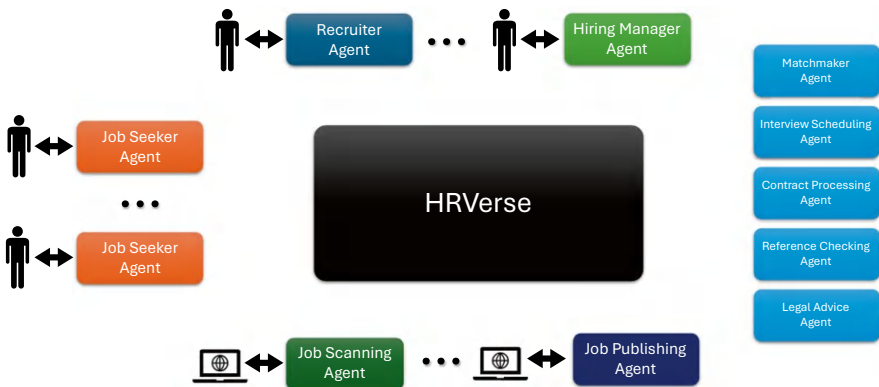 Recruiter
Agent
Hiring Manager
Agent
Matchmaker
Agent
Job Seeker
Agent
Interview Scheduling
Agent
HRVerse
Contract Processing
Agent
Job Seeker
Agent
Reference Checking
Agent
Legal Advice
Agent
Job Scanning
Agent
Job Publishing
Agent